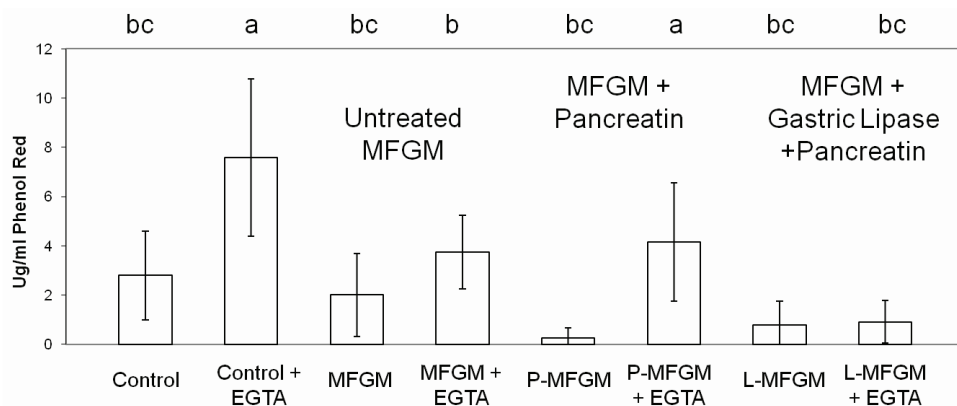 bc a bc b bc a bc bc
12
10
8
6
4
2
0
Ug/ml Phenol Red
Untreated
MFGM
MFGM +
Pancreatin
MFGM +
Gastric Lipase
+Pancreatin
Control
Control +
EGTA
MFGM
MFGM +
EGTA
P-MFGM
P-MFGM
+ EGTA
L-MFGM
L-MFGM
+ EGTA